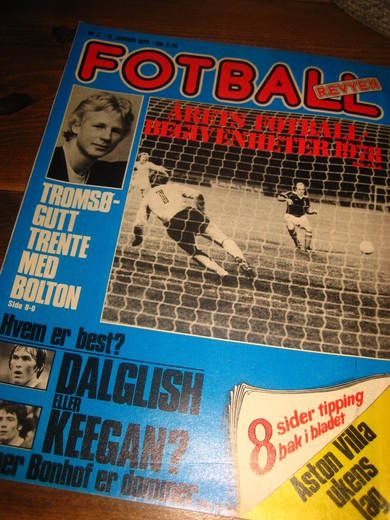 FOTBALL
REVYEN
ÅRETS FOTBALL
BEGIVENHETER 1978
TROMSØ-
GUTT
TRENTE
MED
BOLTON
Side 8-9
Hvem er best?
DALGLISH
ELLER
KEEGAN?
Bonhof er dommer
8 sider tipping
bak i bladet
Aston Villa
ukens
lag